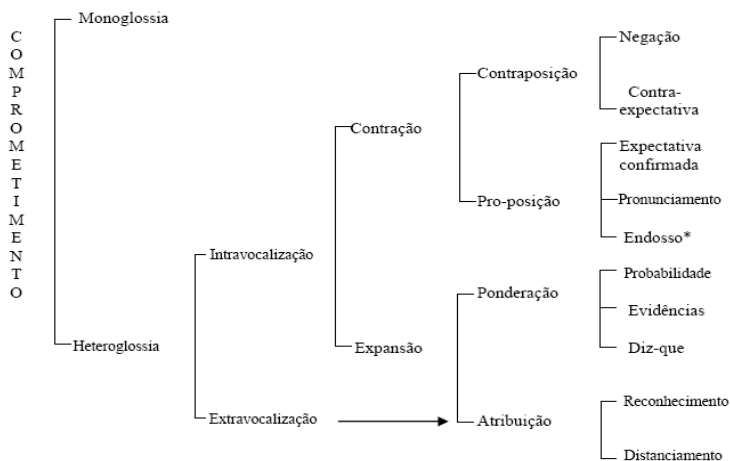 COMPROMETIMENTO
Monoglossia
Heteroglossia
Intravocalização
Extravocalização
Contração
Expansão
Contraposição
Pro-posição
Ponderação
Atribuição
Negação
Contra-
expectativa
Expectativa
confirmada
Pronunciamento
Endosso*
Probabilidade
Evidências
Diz-que
Reconhecimento
Distanciamento